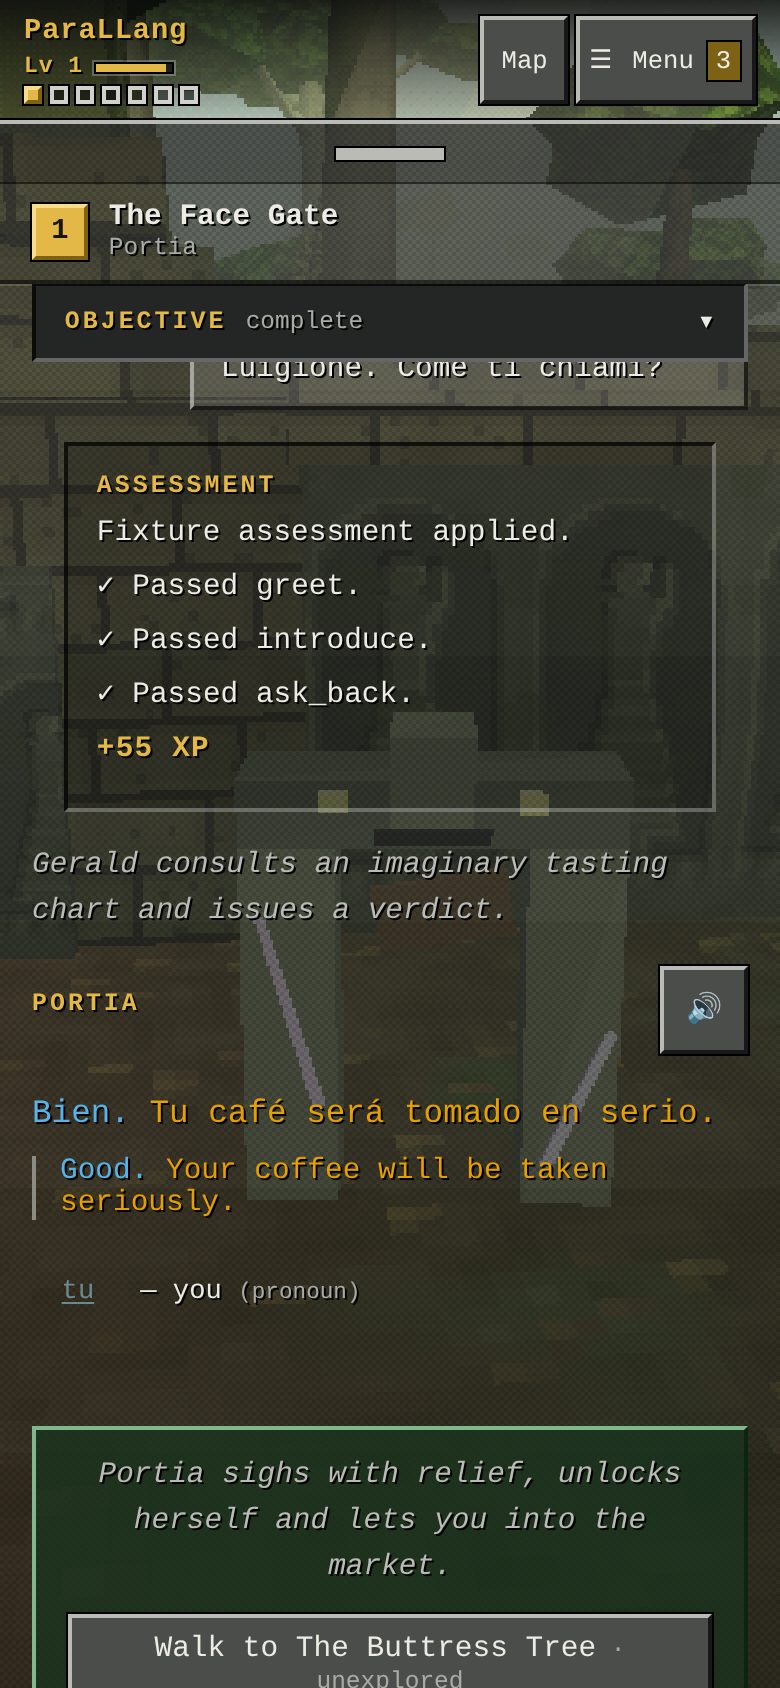 ParaLLang
Lv 1
Map
☰ Menu 3
1
The Face Gate
Portia
OBJECTIVE complete ▼
Luigione. Come ti chiami?
ASSESSMENT
Fixture assessment applied.
✓ Passed greet.
✓ Passed introduce.
✓ Passed ask_back.
+55 XP
Gerald consults an imaginary tasting
chart and issues a verdict.
PORTIA
Bien. Tu café será tomado en serio.
Good. Your coffee will be taken
seriously.
tu — you (pronoun)
Portia sighs with relief, unlocks
herself and lets you into the
market.
Walk to The Buttress Tree ·
unexplored